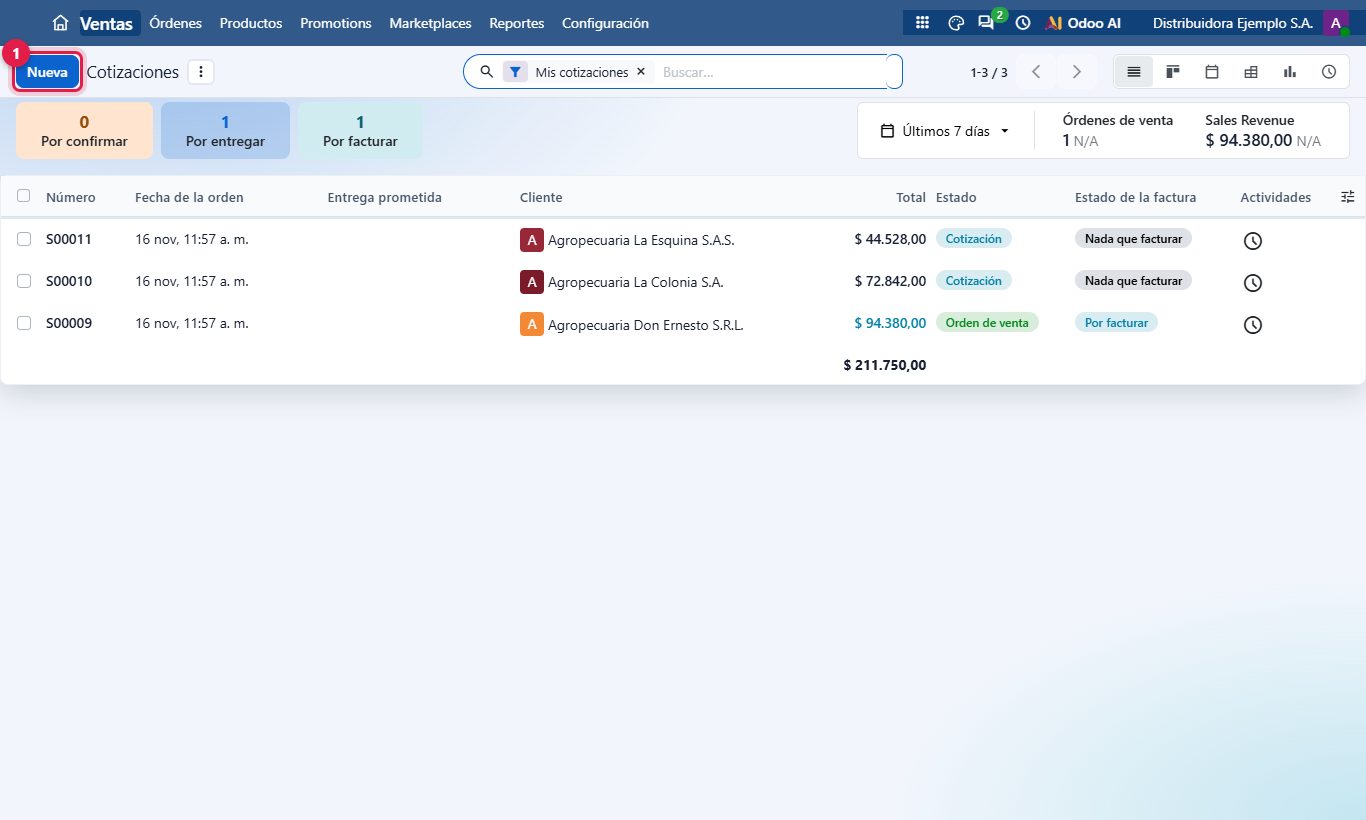 Ventas Órdenes Productos Promotions Marketplaces Reportes Configuración 2 Odoo AI Distribuidora Ejemplo S.A. A
1
Nueva Cotizaciones Mis cotizaciones × Buscar... 1-3 / 3
0 Por confirmar
1 Por entregar
1 Por facturar
Últimos 7 días
Órdenes de venta
1 N/A
Sales Revenue
$ 94.380,00 N/A
Número Fecha de la orden Entrega prometida Cliente Total Estado Estado de la factura Actividades
S00011 16 nov, 11:57 a. m. A Agropecuaria La Esquina S.A.S. $ 44.528,00 Cotización Nada que facturar
S00010 16 nov, 11:57 a. m. A Agropecuaria La Colonia S.A. $ 72.842,00 Cotización Nada que facturar
S00009 16 nov, 11:57 a. m. A Agropecuaria Don Ernesto S.R.L. $ 94.380,00 Orden de venta Por facturar
$ 211.750,00